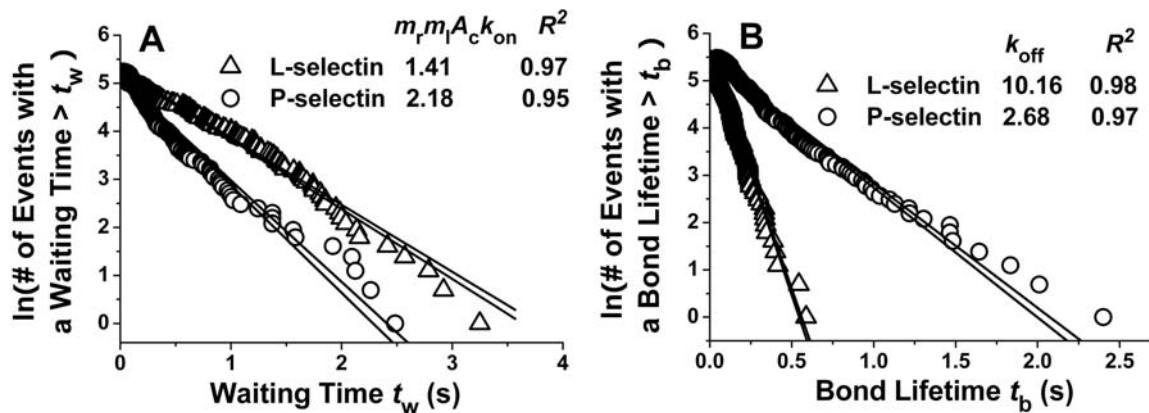 A
m_r m_l A_c k_on R²
△ L-selectin 1.41 0.97
○ P-selectin 2.18 0.95
ln(# of Events with
a Waiting Time > t_w)
6
5
4
3
2
1
0
0 1 2 3 4
Waiting Time t_w (s)
B
k_off R²
△ L-selectin 10.16 0.98
○ P-selectin 2.68 0.97
ln(# of Events with
a Bond Lifetime > t_b)
6
5
4
3
2
1
0
0.0 0.5 1.0 1.5 2.0 2.5
Bond Lifetime t_b (s)